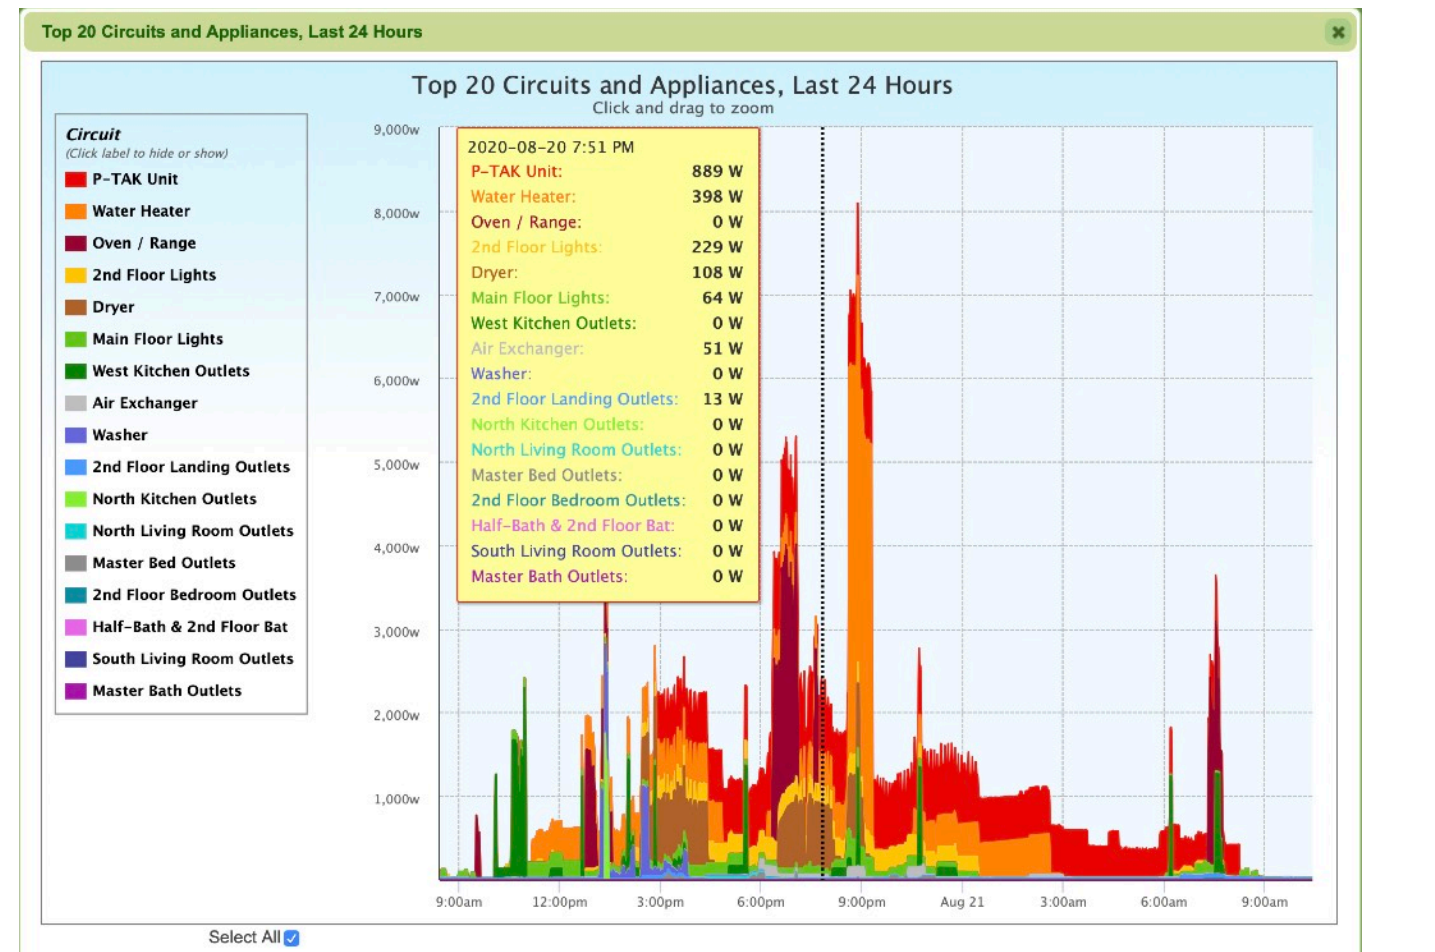 Top 20 Circuits and Appliances, Last 24 Hours
Top 20 Circuits and Appliances, Last 24 Hours
Click and drag to zoom
Circuit
(Click label to hide or show)
P-TAK Unit
Water Heater
Oven / Range
2nd Floor Lights
Dryer
Main Floor Lights
West Kitchen Outlets
Air Exchanger
Washer
2nd Floor Landing Outlets
North Kitchen Outlets
North Living Room Outlets
Master Bed Outlets
2nd Floor Bedroom Outlets
Half-Bath & 2nd Floor Bat
South Living Room Outlets
Master Bath Outlets
9,000w
8,000w
7,000w
6,000w
5,000w
4,000w
3,000w
2,000w
1,000w
2020-08-20 7:51 PM
P-TAK Unit: 889 W
Water Heater: 398 W
Oven / Range: 0 W
2nd Floor Lights: 229 W
Dryer: 108 W
Main Floor Lights: 64 W
West Kitchen Outlets: 0 W
Air Exchanger: 51 W
Washer: 0 W
2nd Floor Landing Outlets: 13 W
North Kitchen Outlets: 0 W
North Living Room Outlets: 0 W
Master Bed Outlets: 0 W
2nd Floor Bedroom Outlets: 0 W
Half-Bath & 2nd Floor Bat: 0 W
South Living Room Outlets: 0 W
Master Bath Outlets: 0 W
9:00am 12:00pm 3:00pm 6:00pm 9:00pm Aug 21 3:00am 6:00am 9:00am
Select All